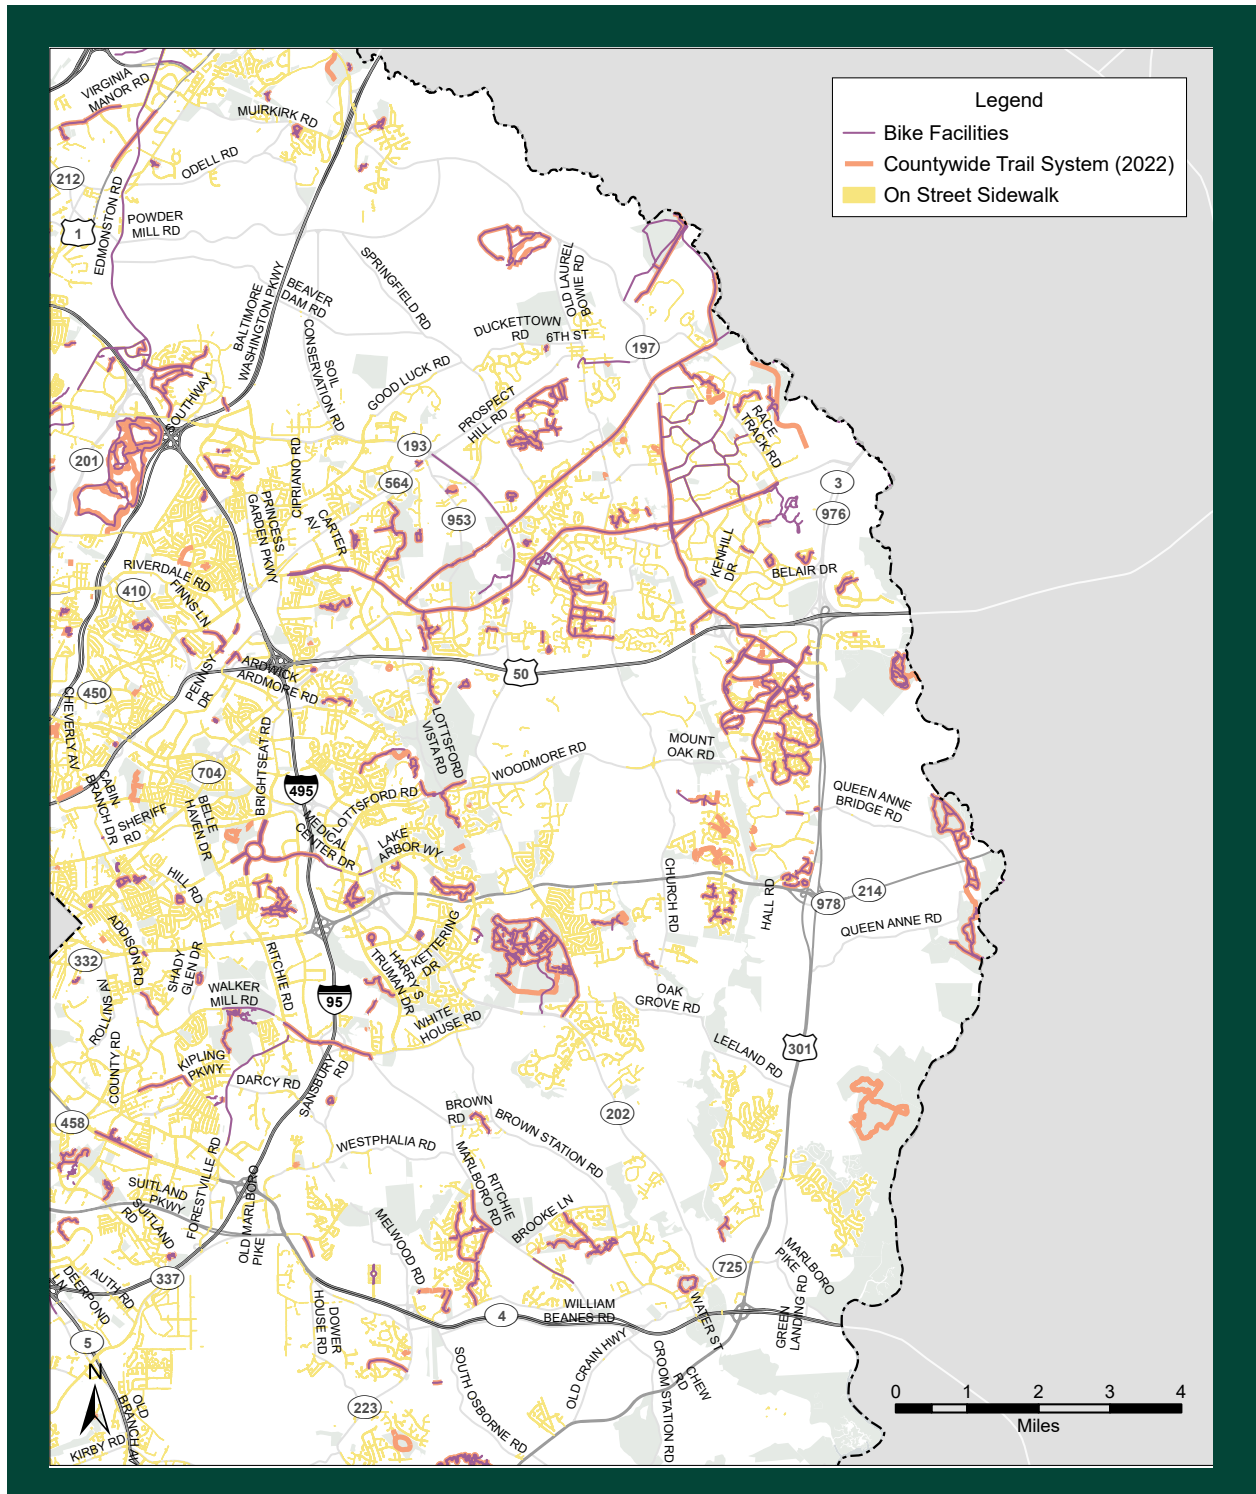 Legend
Bike Facilities
Countywide Trail System (2022)
On Street Sidewalk
VIRGINIA
MANOR RD
MUIRKIRK RD
ODELL RD
212
1
EDMONSTON RD
POWDER
MILL RD
BALTIMORE
WASHINGTON PKWY
BEAVER
DAM RD
SPRINGFIELD RD
OLD LAUREL
BOWIE RD
DUCKETTOWN
RD
6TH ST
197
SOIL
CONSERVATION RD
GOOD LUCK RD
PROSPECT
HILL RD
SOUTHWAY
RACE
TRACK RD
201
193
564
953
3
976
CIPRIANO RD
PRINCESS
GARDEN PKWY
CARTER
AV
KENHILL
DR
BELAIR DR
RIVERDALE RD
410
FINNS LN
ARDWICK
ARDMORE RD
PENNSY
DR
450
CHEVERLY AV
50
LOTTSFORD
VISTA RD
MOUNT
OAK RD
WOODMORE RD
704
BRIGHTSEAT RD
495
CABIN
BRANCH DR
SHERIFF
RD
BELLE
HAVEN DR
LOTTSFORD RD
MEDICAL
CENTER DR
LAKE
ARBOR WY
QUEEN ANNE
BRIDGE RD
HILL RD
CHURCH RD
HALL RD
978
214
QUEEN ANNE RD
ADDISON RD
332
SHADY
GLEN DR
RITCHIE RD
WALKER
MILL RD
HARRY S
TRUMAN DR
KETTERING
DR
95
WHITE
HOUSE RD
OAK
GROVE RD
ROLLINS AV
COUNTY RD
KIPLING
PKWY
DARCY RD
SANSBURY
RD
LEELAND RD
301
458
BROWN
RD
BROWN STATION RD
202
WESTPHALIA RD
RITCHIE
MARLBORO RD
FORESTVILLE RD
SUITLAND
PKWY
SUITLAND
RD
OLD MARLBORO
PIKE
MELWOOD RD
BROOKE LN
725
MARLBORO
PIKE
337
AUTH RD
DEERPOND
LN
5
DOWER
HOUSE RD
4
WILLIAM
BEANES RD
WATER ST
GREEN
LANDING RD
OLD CRAIN HWY
CROOM STATION RD
CHEW
RD
SOUTH OSBORNE RD
223
N
OLD
BRANCH AV
KIRBY RD
0 1 2 3 4
Miles